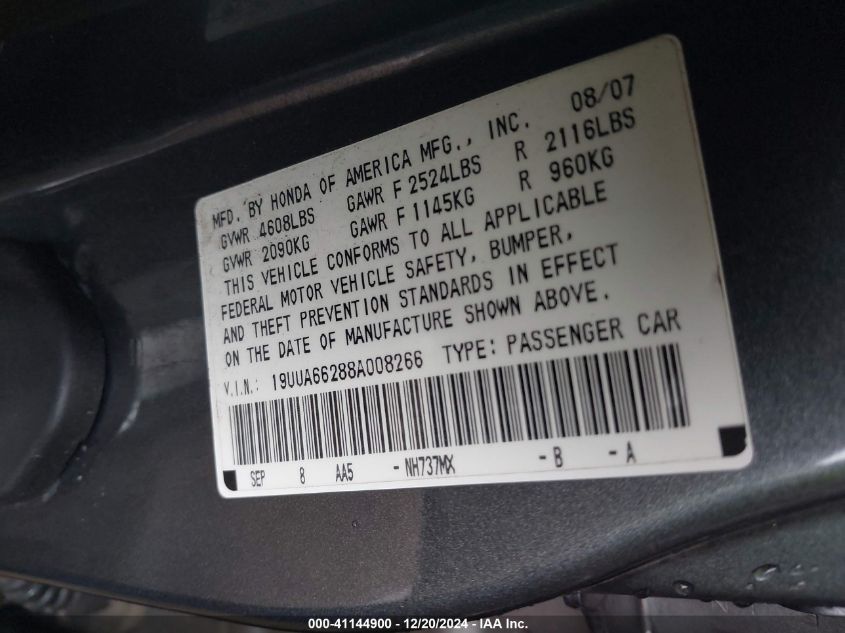 MFD. BY HONDA OF AMERICA MFG., INC. 08/07
GVWR 4608LBS GAWR F 2524LBS R 2116LBS
GVWR 2090KG GAWR F 1145KG R 960KG
THIS VEHICLE CONFORMS TO ALL APPLICABLE
FEDERAL MOTOR VEHICLE SAFETY, BUMPER,
AND THEFT PREVENTION STANDARDS IN EFFECT
ON THE DATE OF MANUFACTURE SHOWN ABOVE.
V.I.N.: 19UUA66288A008266 TYPE: PASSENGER CAR
SEP 8 AA5 -NH737MX -B -A
000-41144900 - 12/20/2024 - IAA Inc.